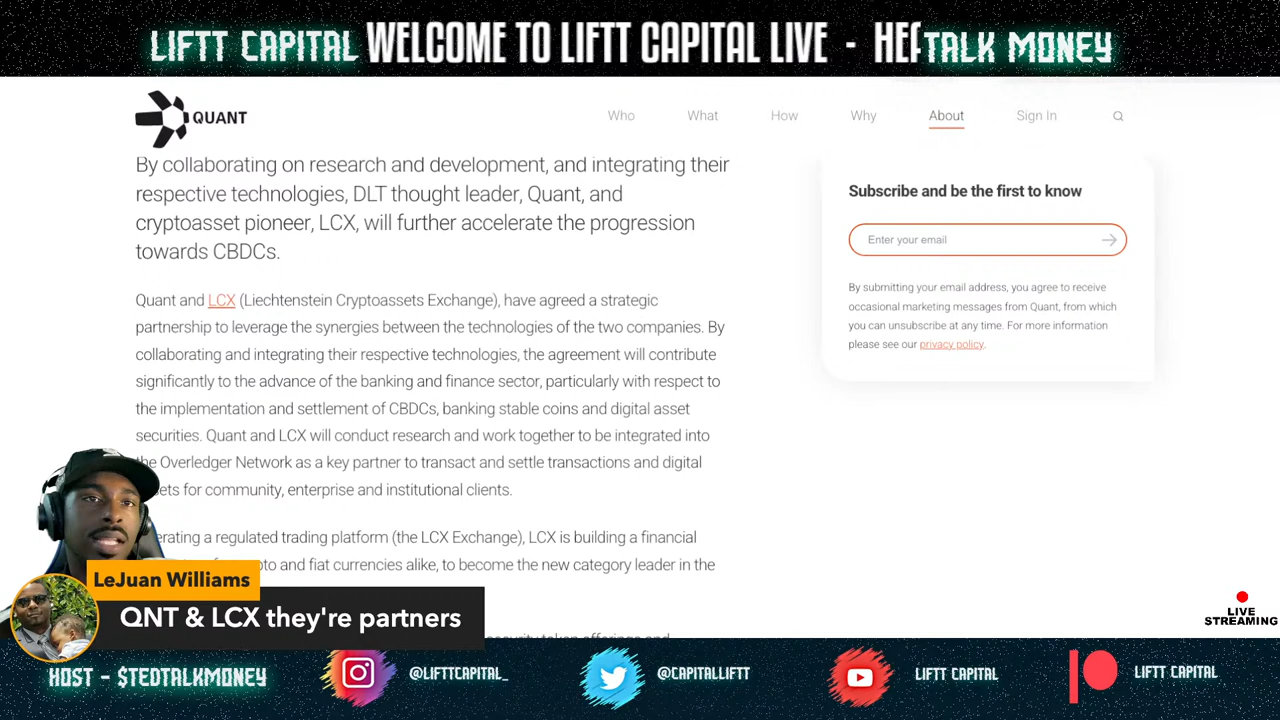 LIFTT CAPITAL
WELCOME TO LIFTT CAPITAL LIVE -
TALK MONEY
QUANT
Who
What
How
Why
About
Sign In
By collaborating on research and development, and integrating their
respective technologies, DLT thought leader, Quant, and
cryptoasset pioneer, LCX, will further accelerate the progression
towards CBDCs.
Quant and LCX (Liechtenstein Cryptoassets Exchange), have agreed a strategic
partnership to leverage the synergies between the technologies of the two companies. By
collaborating and integrating their respective technologies, the agreement will contribute
significantly to the advance of the banking and finance sector, particularly with respect to
the implementation and settlement of CBDCs, banking stable coins and digital asset
securities. Quant and LCX will conduct research and work together to be integrated into
the Overledger Network as a key partner to transact and settle transactions and digital
for community, enterprise and institutional clients.
a regulated trading platform (the LCX Exchange), LCX is building a financial
and fiat currencies alike, to become the new category leader in the
Subscribe and be the first to know
Enter your email
By submitting your email address, you agree to receive
occasional marketing messages from Quant, from which
you can unsubscribe at any time. For more information
please see our privacy policy.
LeJuan Williams
QNT & LCX they're partners
LIVE
STREAMING
HOST - $TEDTALKMONEY
@LIFTTCAPITAL_
@CAPITALLIFTT
LIFTT CAPITAL
LIFTT CAPITAL